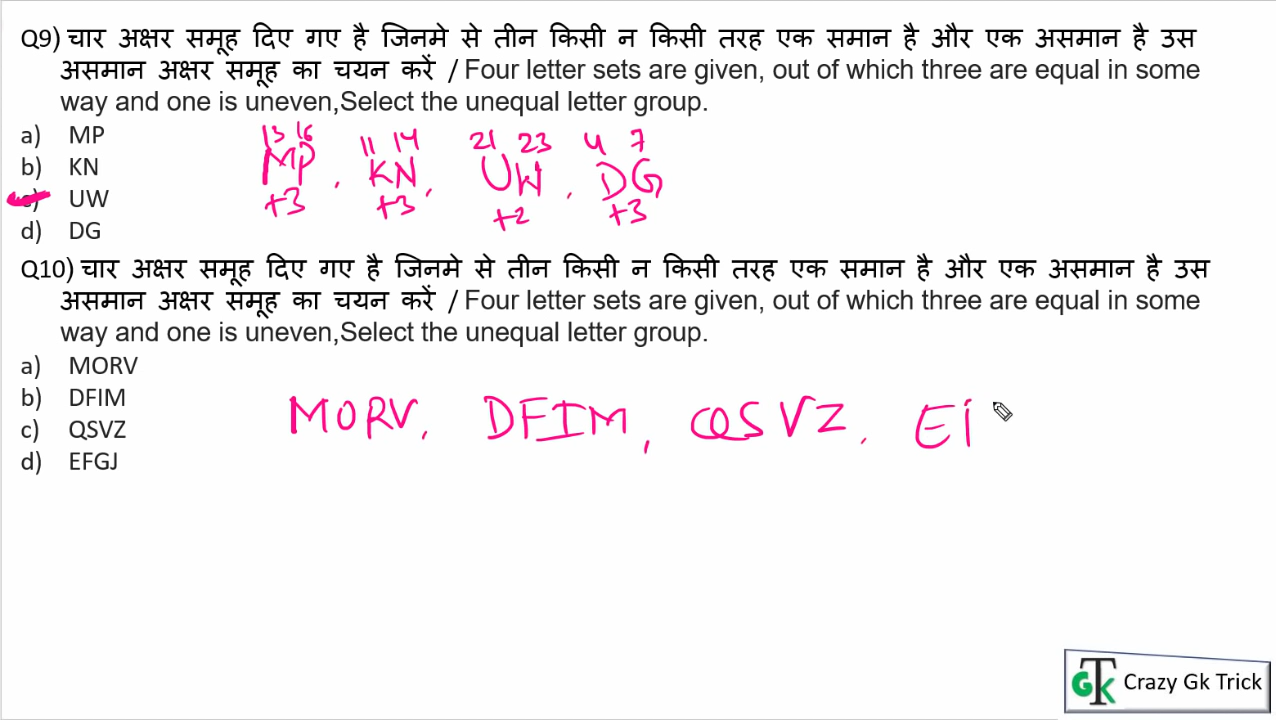 Q9) चार अक्षर समूह दिए गए है जिनमे से तीन किसी न किसी तरह एक समान है और एक असमान है उस
असमान अक्षर समूह का चयन करें / Four letter sets are given, out of which three are equal in some
way and one is uneven,Select the unequal letter group.
a) MP
b) KN
UW
d) DG
13 16 11 14 21 23 4 7
MP, KN, UW, DG
+3 +3 +2 +3
Q10) चार अक्षर समूह दिए गए है जिनमे से तीन किसी न किसी तरह एक समान है और एक असमान है उस
असमान अक्षर समूह का चयन करें / Four letter sets are given, out of which three are equal in some
way and one is uneven,Select the unequal letter group.
a) MORV
b) DFIM
c) QSVZ
d) EFGJ
MORV, DFIM, QSVZ, E
GTK Crazy Gk Trick